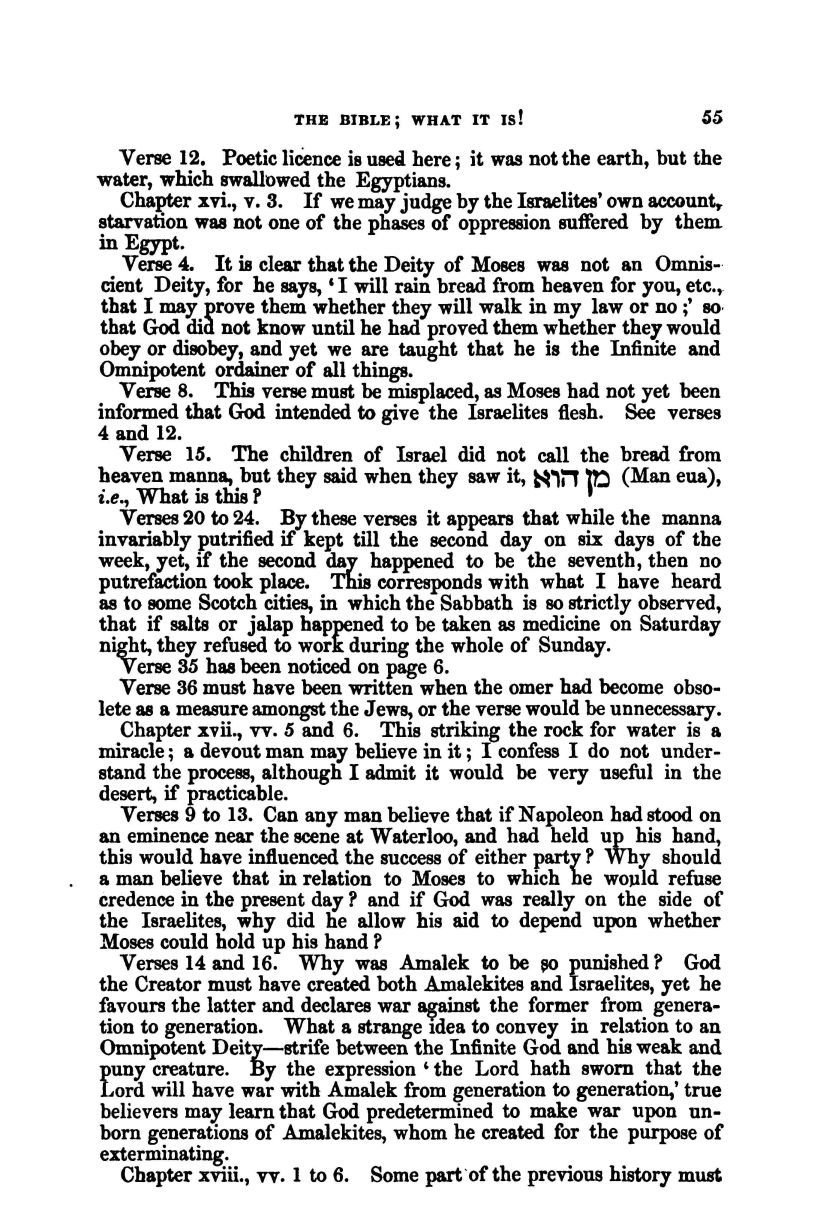 THE BIBLE; WHAT IT IS! 55
Verse 12. Poetic licence is used here; it was not the earth, but the
water, which swallowed the Egyptians.
Chapter xvi., v. 3. If we may judge by the Israelites' own account,
starvation was not one of the phases of oppression suffered by them
in Egypt.
Verse 4. It is clear that the Deity of Moses was not an Omnis-
cient Deity, for he says, ‘I will rain bread from heaven for you, etc.,
that I may prove them whether they will walk in my law or no;’ so
that God did not know until he had proved them whether they would
obey or disobey, and yet we are taught that he is the Infinite and
Omnipotent ordainer of all things.
Verse 8. This verse must be misplaced, as Moses had not yet been
informed that God intended to give the Israelites flesh. See verses
4 and 12.
Verse 15. The children of Israel did not call the bread from
heaven manna, but they said when they saw it, מן הוא (Man eua),
i.e., What is this?
Verses 20 to 24. By these verses it appears that while the manna
invariably putrified if kept till the second day on six days of the
week, yet, if the second day happened to be the seventh, then no
putrefaction took place. This corresponds with what I have heard
as to some Scotch cities, in which the Sabbath is so strictly observed,
that if salts or jalap happened to be taken as medicine on Saturday
night, they refused to work during the whole of Sunday.
Verse 35 has been noticed on page 6.
Verse 36 must have been written when the omer had become obso-
lete as a measure amongst the Jews, or the verse would be unnecessary.
Chapter xvii., vv. 5 and 6. This striking the rock for water is a
miracle; a devout man may believe in it; I confess I do not under-
stand the process, although I admit it would be very useful in the
desert, if practicable.
Verses 9 to 13. Can any man believe that if Napoleon had stood on
an eminence near the scene at Waterloo, and had held up his hand,
this would have influenced the success of either party? Why should
a man believe that in relation to Moses to which he would refuse
credence in the present day? and if God was really on the side of
the Israelites, why did he allow his aid to depend upon whether
Moses could hold up his hand?
Verses 14 and 16. Why was Amalek to be so punished? God
the Creator must have created both Amalekites and Israelites, yet he
favours the latter and declares war against the former from genera-
tion to generation. What a strange idea to convey in relation to an
Omnipotent Deity—strife between the Infinite God and his weak and
puny creature. By the expression ‘the Lord hath sworn that the
Lord will have war with Amalek from generation to generation,’ true
believers may learn that God predetermined to make war upon un-
born generations of Amalekites, whom he created for the purpose of
exterminating.
Chapter xviii., vv. 1 to 6. Some part of the previous history must